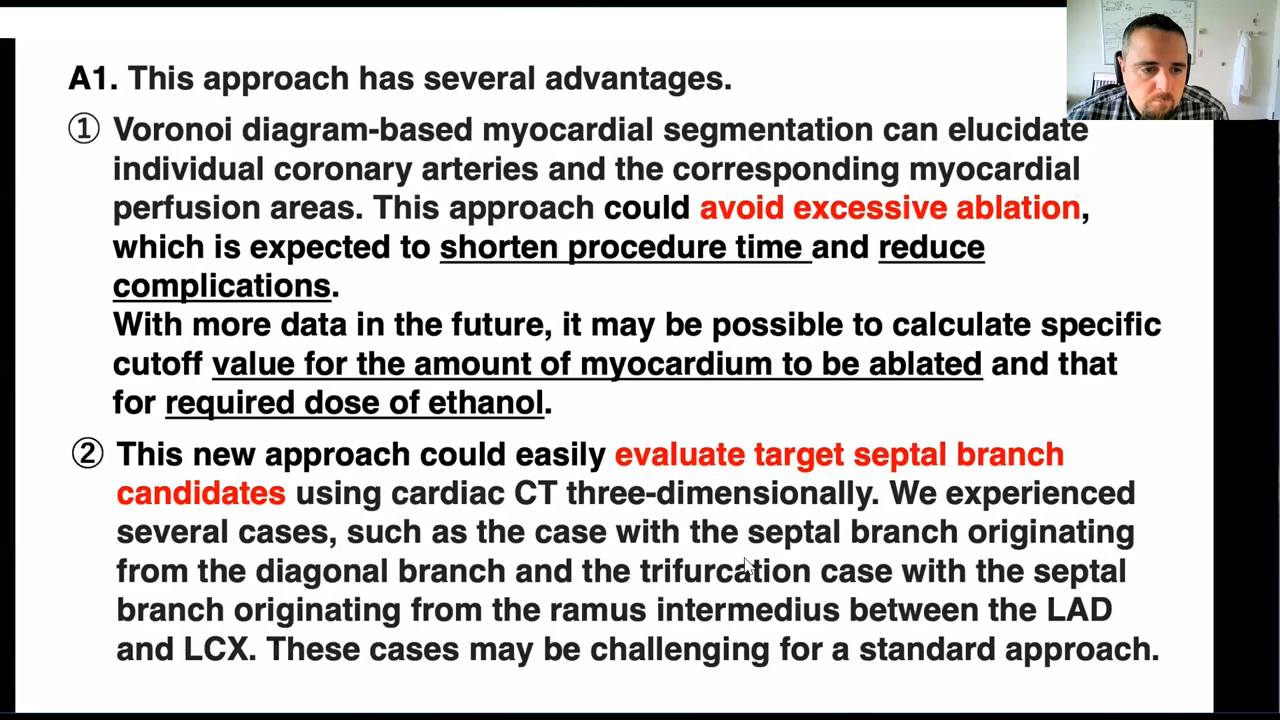 A1. This approach has several advantages.
① Voronoi diagram-based myocardial segmentation can elucidate
individual coronary arteries and the corresponding myocardial
perfusion areas. This approach could avoid excessive ablation,
which is expected to shorten procedure time and reduce
complications.
With more data in the future, it may be possible to calculate specific
cutoff value for the amount of myocardium to be ablated and that
for required dose of ethanol.
② This new approach could easily evaluate target septal branch
candidates using cardiac CT three-dimensionally. We experienced
several cases, such as the case with the septal branch originating
from the diagonal branch and the trifurcation case with the septal
branch originating from the ramus intermedius between the LAD
and LCX. These cases may be challenging for a standard approach.